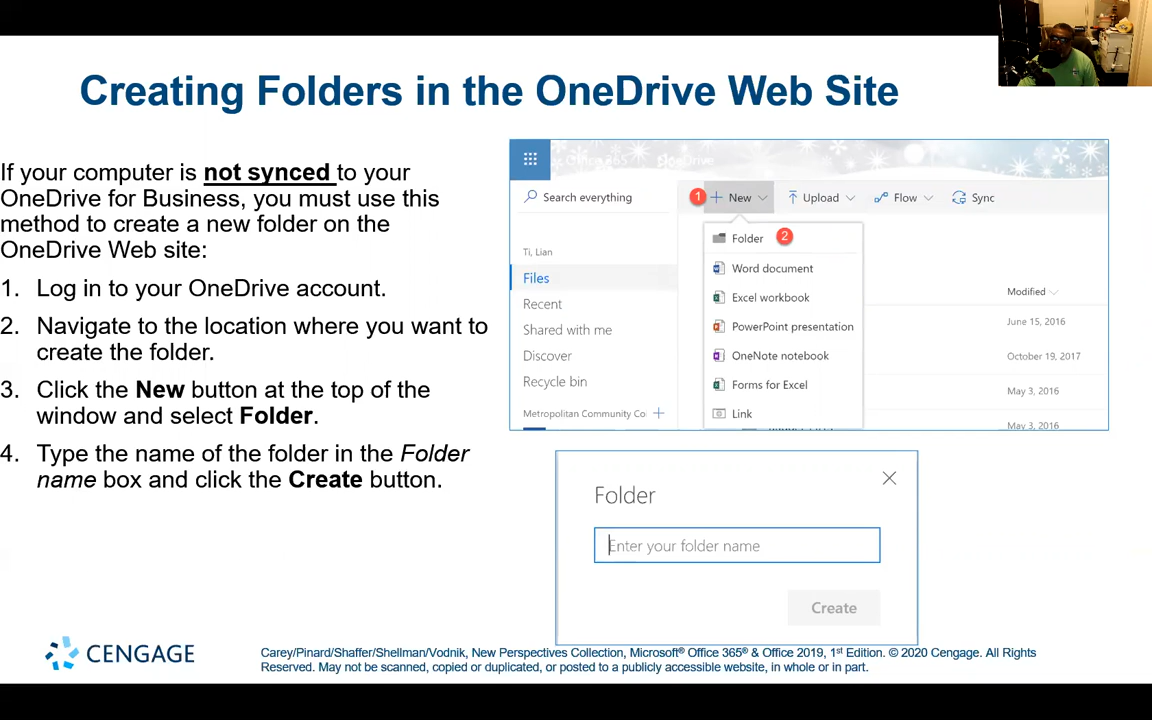 Creating Folders in the OneDrive Web Site
If your computer is not synced to your
OneDrive for Business, you must use this
method to create a new folder on the
OneDrive Web site:
1. Log in to your OneDrive account.
2. Navigate to the location where you want to
create the folder.
3. Click the New button at the top of the
window and select Folder.
4. Type the name of the folder in the Folder
name box and click the Create button.
Office 365 OneDrive
Search everything
1 + New Upload Flow Sync
Ti, Lian
Files
Recent
Shared with me
Discover
Recycle bin
Metropolitan Community Co +
Folder 2
Word document
Excel workbook
PowerPoint presentation
OneNote notebook
Forms for Excel
Link
Modified
June 15, 2016
October 19, 2017
May 3, 2016
May 3, 2016
Folder
Enter your folder name
Create
CENGAGE
Carey/Pinard/Shaffer/Shellman/Vodnik, New Perspectives Collection, Microsoft® Office 365® & Office 2019, 1st Edition. © 2020 Cengage. All Rights
Reserved. May not be scanned, copied or duplicated, or posted to a publicly accessible website, in whole or in part.